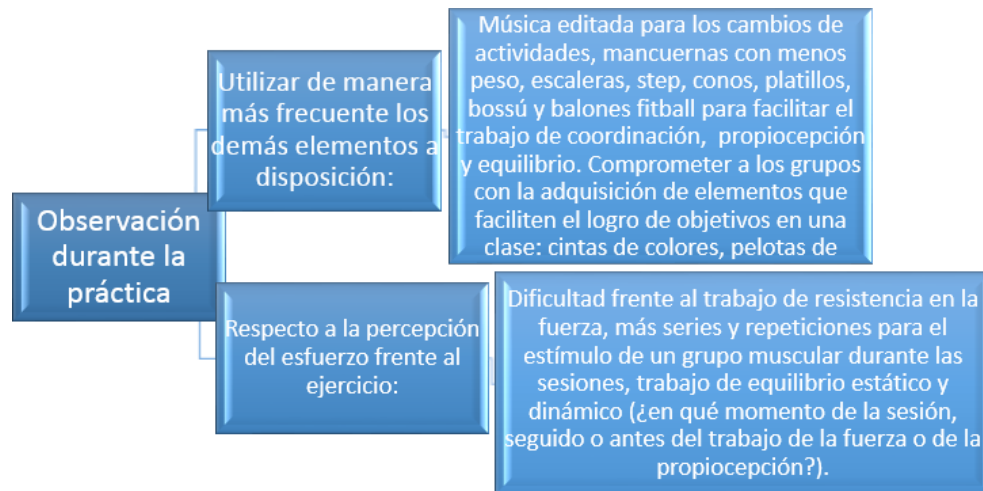 Observación
durante la
práctica
Utilizar de manera
más frecuente los
demás elementos a
disposición:
Música editada para los cambios de
actividades, mancuernas con menos
peso, escaleras, step, conos, platillos,
bossú y balones fitball para facilitar el
trabajo de coordinación, propiocepción
y equilibrio. Comprometer a los grupos
con la adquisición de elementos que
faciliten el logro de objetivos en una
clase: cintas de colores, pelotas de
Respecto a la percepción
del esfuerzo frente al
ejercicio:
Dificultad frente al trabajo de resistencia en la
fuerza, más series y repeticiones para el
estímulo de un grupo muscular durante las
sesiones, trabajo de equilibrio estático y
dinámico (¿en qué momento de la sesión,
seguido o antes del trabajo de la fuerza o de la
propiocepción?).